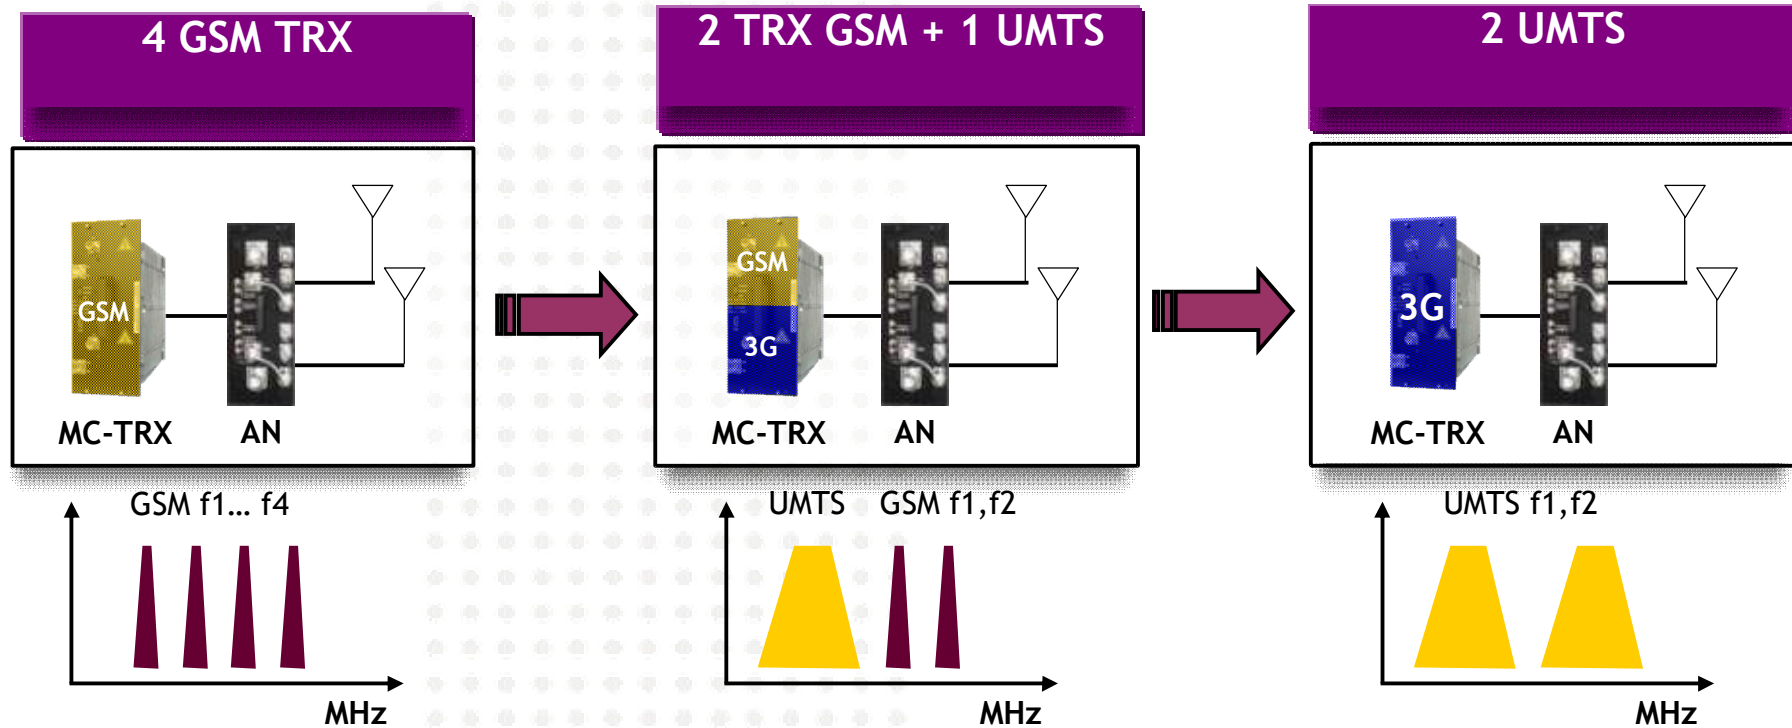 4 GSM TRX
2 TRX GSM + 1 UMTS
2 UMTS
GSM
MC-TRX
AN
GSM
3G
MC-TRX
AN
3G
MC-TRX
AN
GSM f1... f4
MHz
UMTS
GSM f1,f2
MHz
UMTS f1,f2
MHz